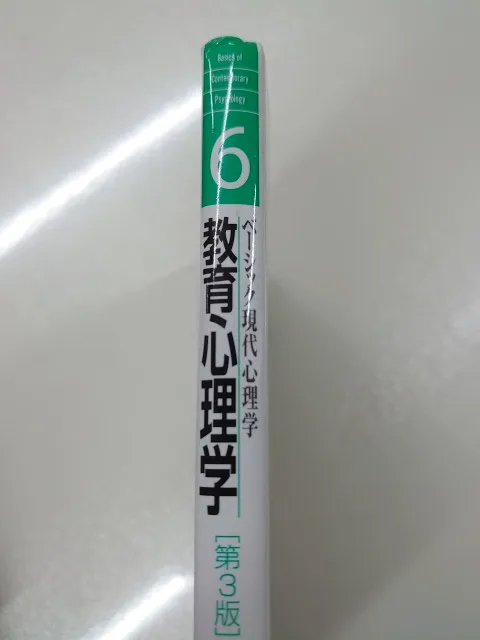 Basics of
Contemporary
Psychology
6
ベーシック現代心理学
教育心理学
[第3版]